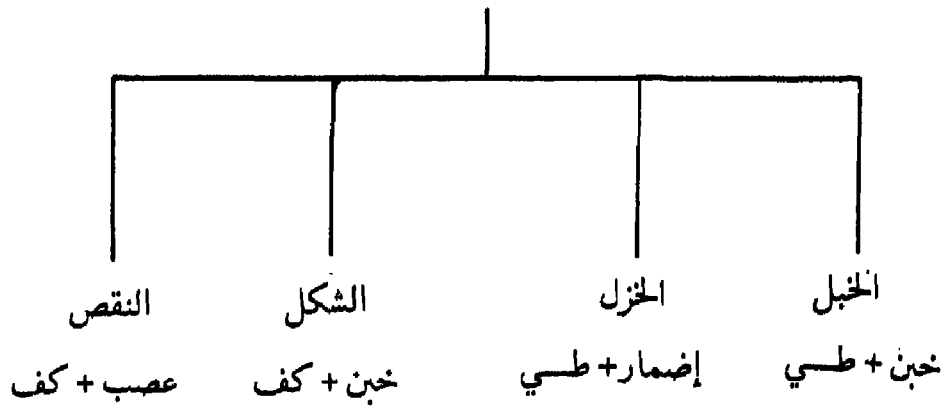 الخبل
خبن + طي
الخزل
إضمار + طي
الشكل
خبن + كف
النقص
عصب + كف